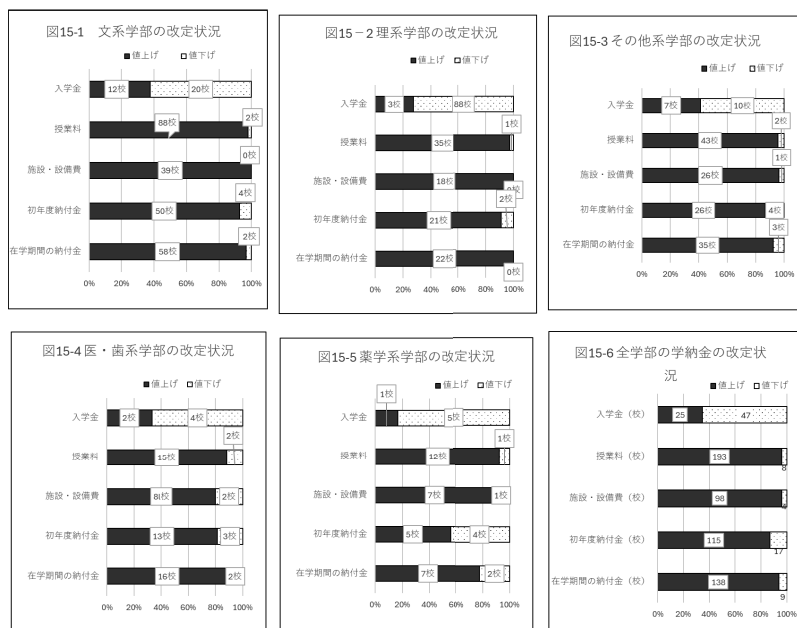 図15-1　文系学部の改定状況
■値上げ　□値下げ
入学金
12校
20校
授業料
88校
2校
施設・設備費
39校
0校
初年度納付金
50校
4校
在学期間の納付金
58校
2校
0% 20% 40% 60% 80% 100%
図15－2 理系学部の改定状況
■値上げ　□値下げ
入学金
3校
88校
授業料
35校
1校
施設・設備費
18校
0校
初年度納付金
21校
2校
在学期間の納付金
22校
0校
0% 20% 40% 60% 80% 100%
図15-3 その他系学部の改定状況
■値上げ　□値下げ
入学金
7校
10校
授業料
43校
2校
施設・設備費
26校
1校
初年度納付金
26校
4校
在学期間の納付金
35校
3校
0% 20% 40% 60% 80% 100%
図15-4 医・歯系学部の改定状況
■値上げ　□値下げ
入学金
2校
4校
授業料
15校
2校
施設・設備費
8校
2校
初年度納付金
13校
3校
在学期間の納付金
16校
2校
0% 20% 40% 60% 80% 100%
図15-5 薬学系学部の改定状況
■値上げ　□値下げ
入学金
1校
5校
授業料
12校
1校
施設・設備費
7校
1校
初年度納付金
5校
4校
在学期間の納付金
7校
2校
0% 20% 40% 60% 80% 100%
図15-6 全学部の学納金の改定状
況
■値上げ　□値下げ
入学金（校）
25
47
授業料（校）
193
8
施設・設備費（校）
98
4
初年度納付金（校）
115
17
在学期間の納付金（校）
138
9
0% 20% 40% 60% 80% 100%